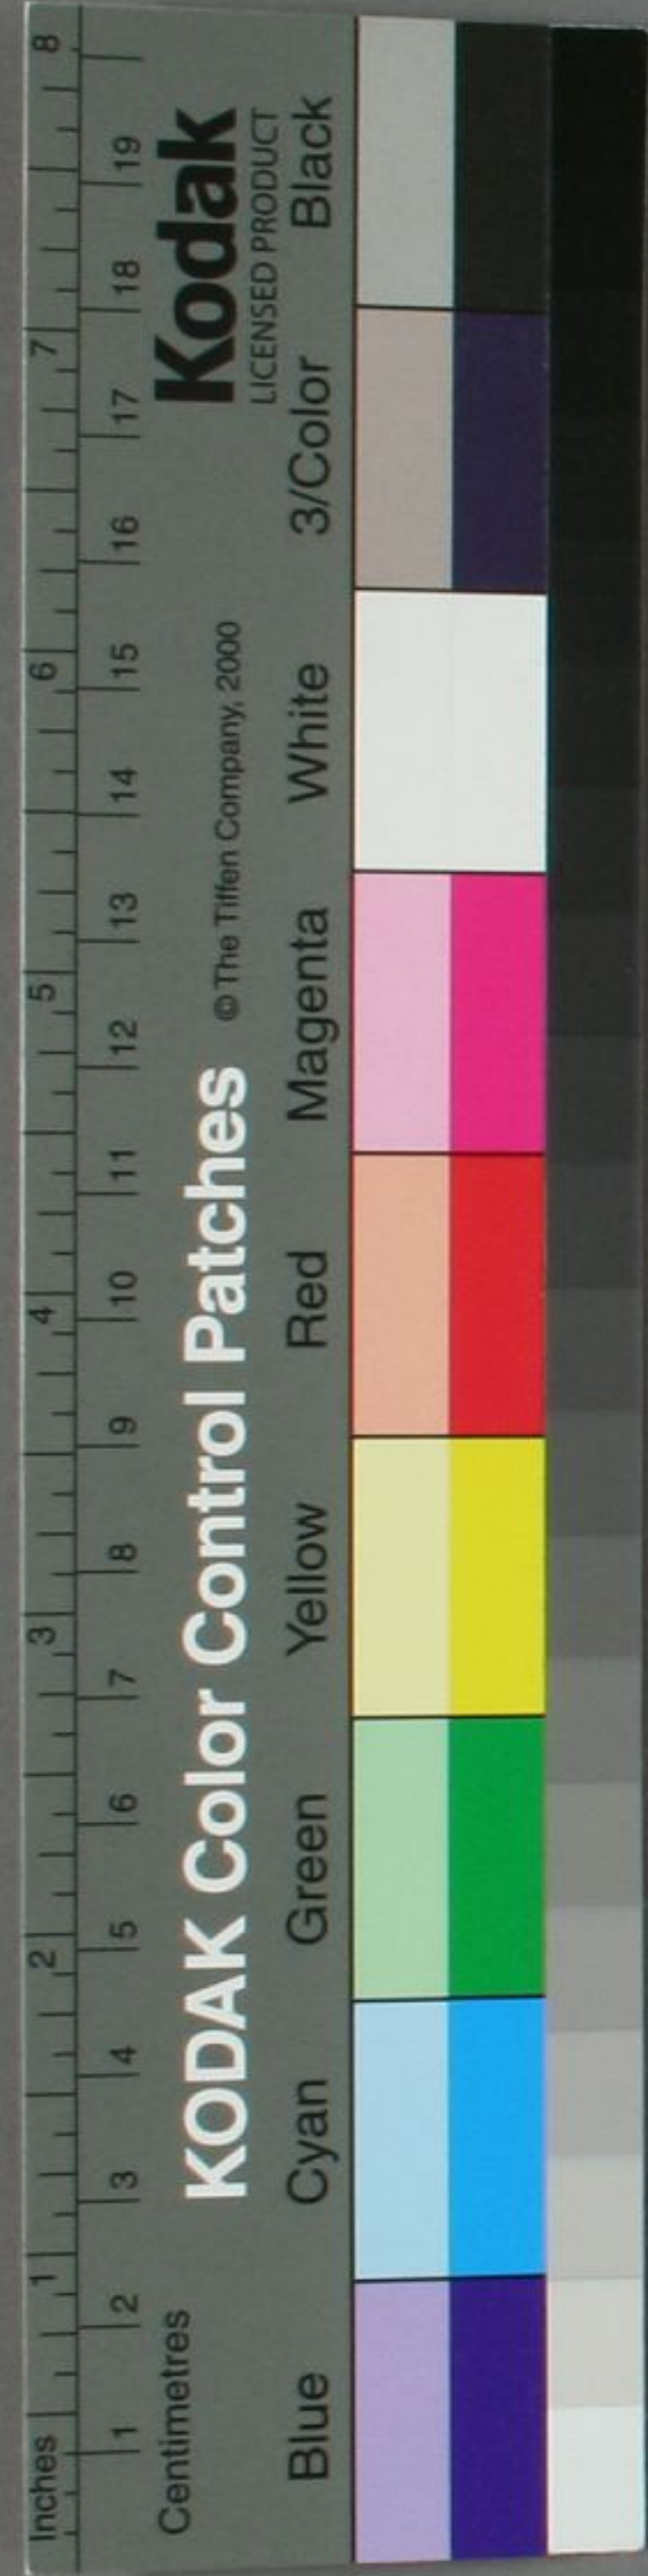 Inches 1 2 3 4 5 6 7 8
1 2 3 4 5 6 7 8 9 10 11 12 13 14 15 16 17 18 19
Centimetres
KODAK Color Control Patches © The Tiffen Company, 2000
Kodak
LICENSED PRODUCT
Blue Cyan Green Yellow Red Magenta White 3/Color Black